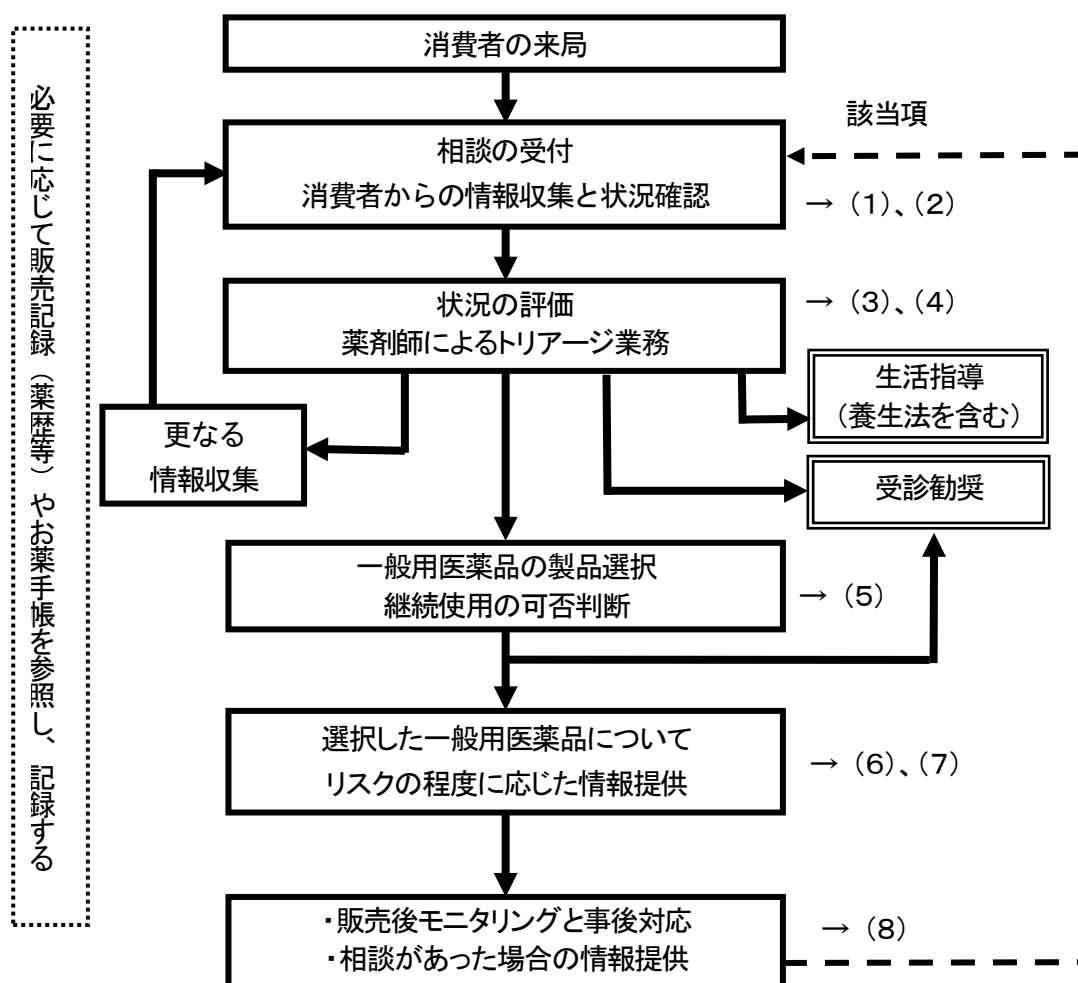 消費者の来局
必要に応じて販売記録（薬歴等）やお薬手帳を参照し、記録する
該当項
相談の受付
消費者からの情報収集と状況確認
→（1）、（2）
状況の評価
薬剤師によるトリアージ業務
→（3）、（4）
生活指導
（養生法を含む）
更なる
情報収集
受診勧奨
一般用医薬品の製品選択
継続使用の可否判断
→（5）
選択した一般用医薬品について
リスクの程度に応じた情報提供
→（6）、（7）
・販売後モニタリングと事後対応
・相談があった場合の情報提供
→（8）